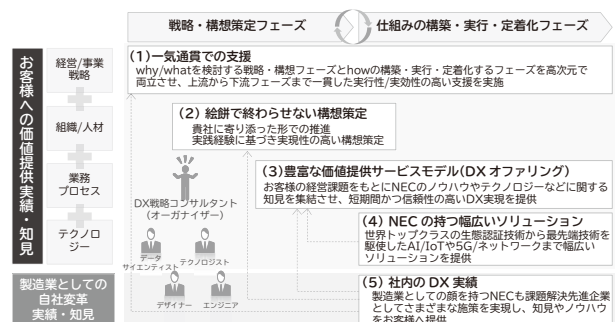 戦略・構想策定フェーズ
仕組みの構築・実行・定着化フェーズ
お客様への価値提供実績・知見
経営/事業
戦略
組織/人材
業務
プロセス
テクノロ
ジー
製造業としての
自社変革
実績・知見
(1)一気通貫での支援
why/whatを検討する戦略・構想フェーズとhowの構築・実行・定着化するフェーズを高次元で
両立させ、上流から下流フェーズまで一貫した実行性/実効性の高い支援を実施
(2) 絵餅で終わらせない構想策定
貴社に寄り添った形での推進
実践経験に基づき実現性の高い構想策定
(3)豊富な価値提供サービスモデル(DX オファリング)
お客様の経営課題をもとにNECのノウハウやテクノロジーなどに関する
知見を集結させ、短期間かつ信頼性の高いDX実現を提供
DX戦略コンサルタント
(オーガナイザー)
データ
サイエンティスト
テクノロジスト
デザイナー
エンジニア
(4) NEC の持つ幅広いソリューション
世界トップクラスの生態認証技術から最先端技術を
駆使したAI/IoTや5G/ネットワークまで幅広い
ソリューションを提供
(5) 社内の DX 実績
製造業としての顔を持つNECも課題解決先進企業
としてさまざまな施策を実現し、知見やノウハウ
をお客様へ提供